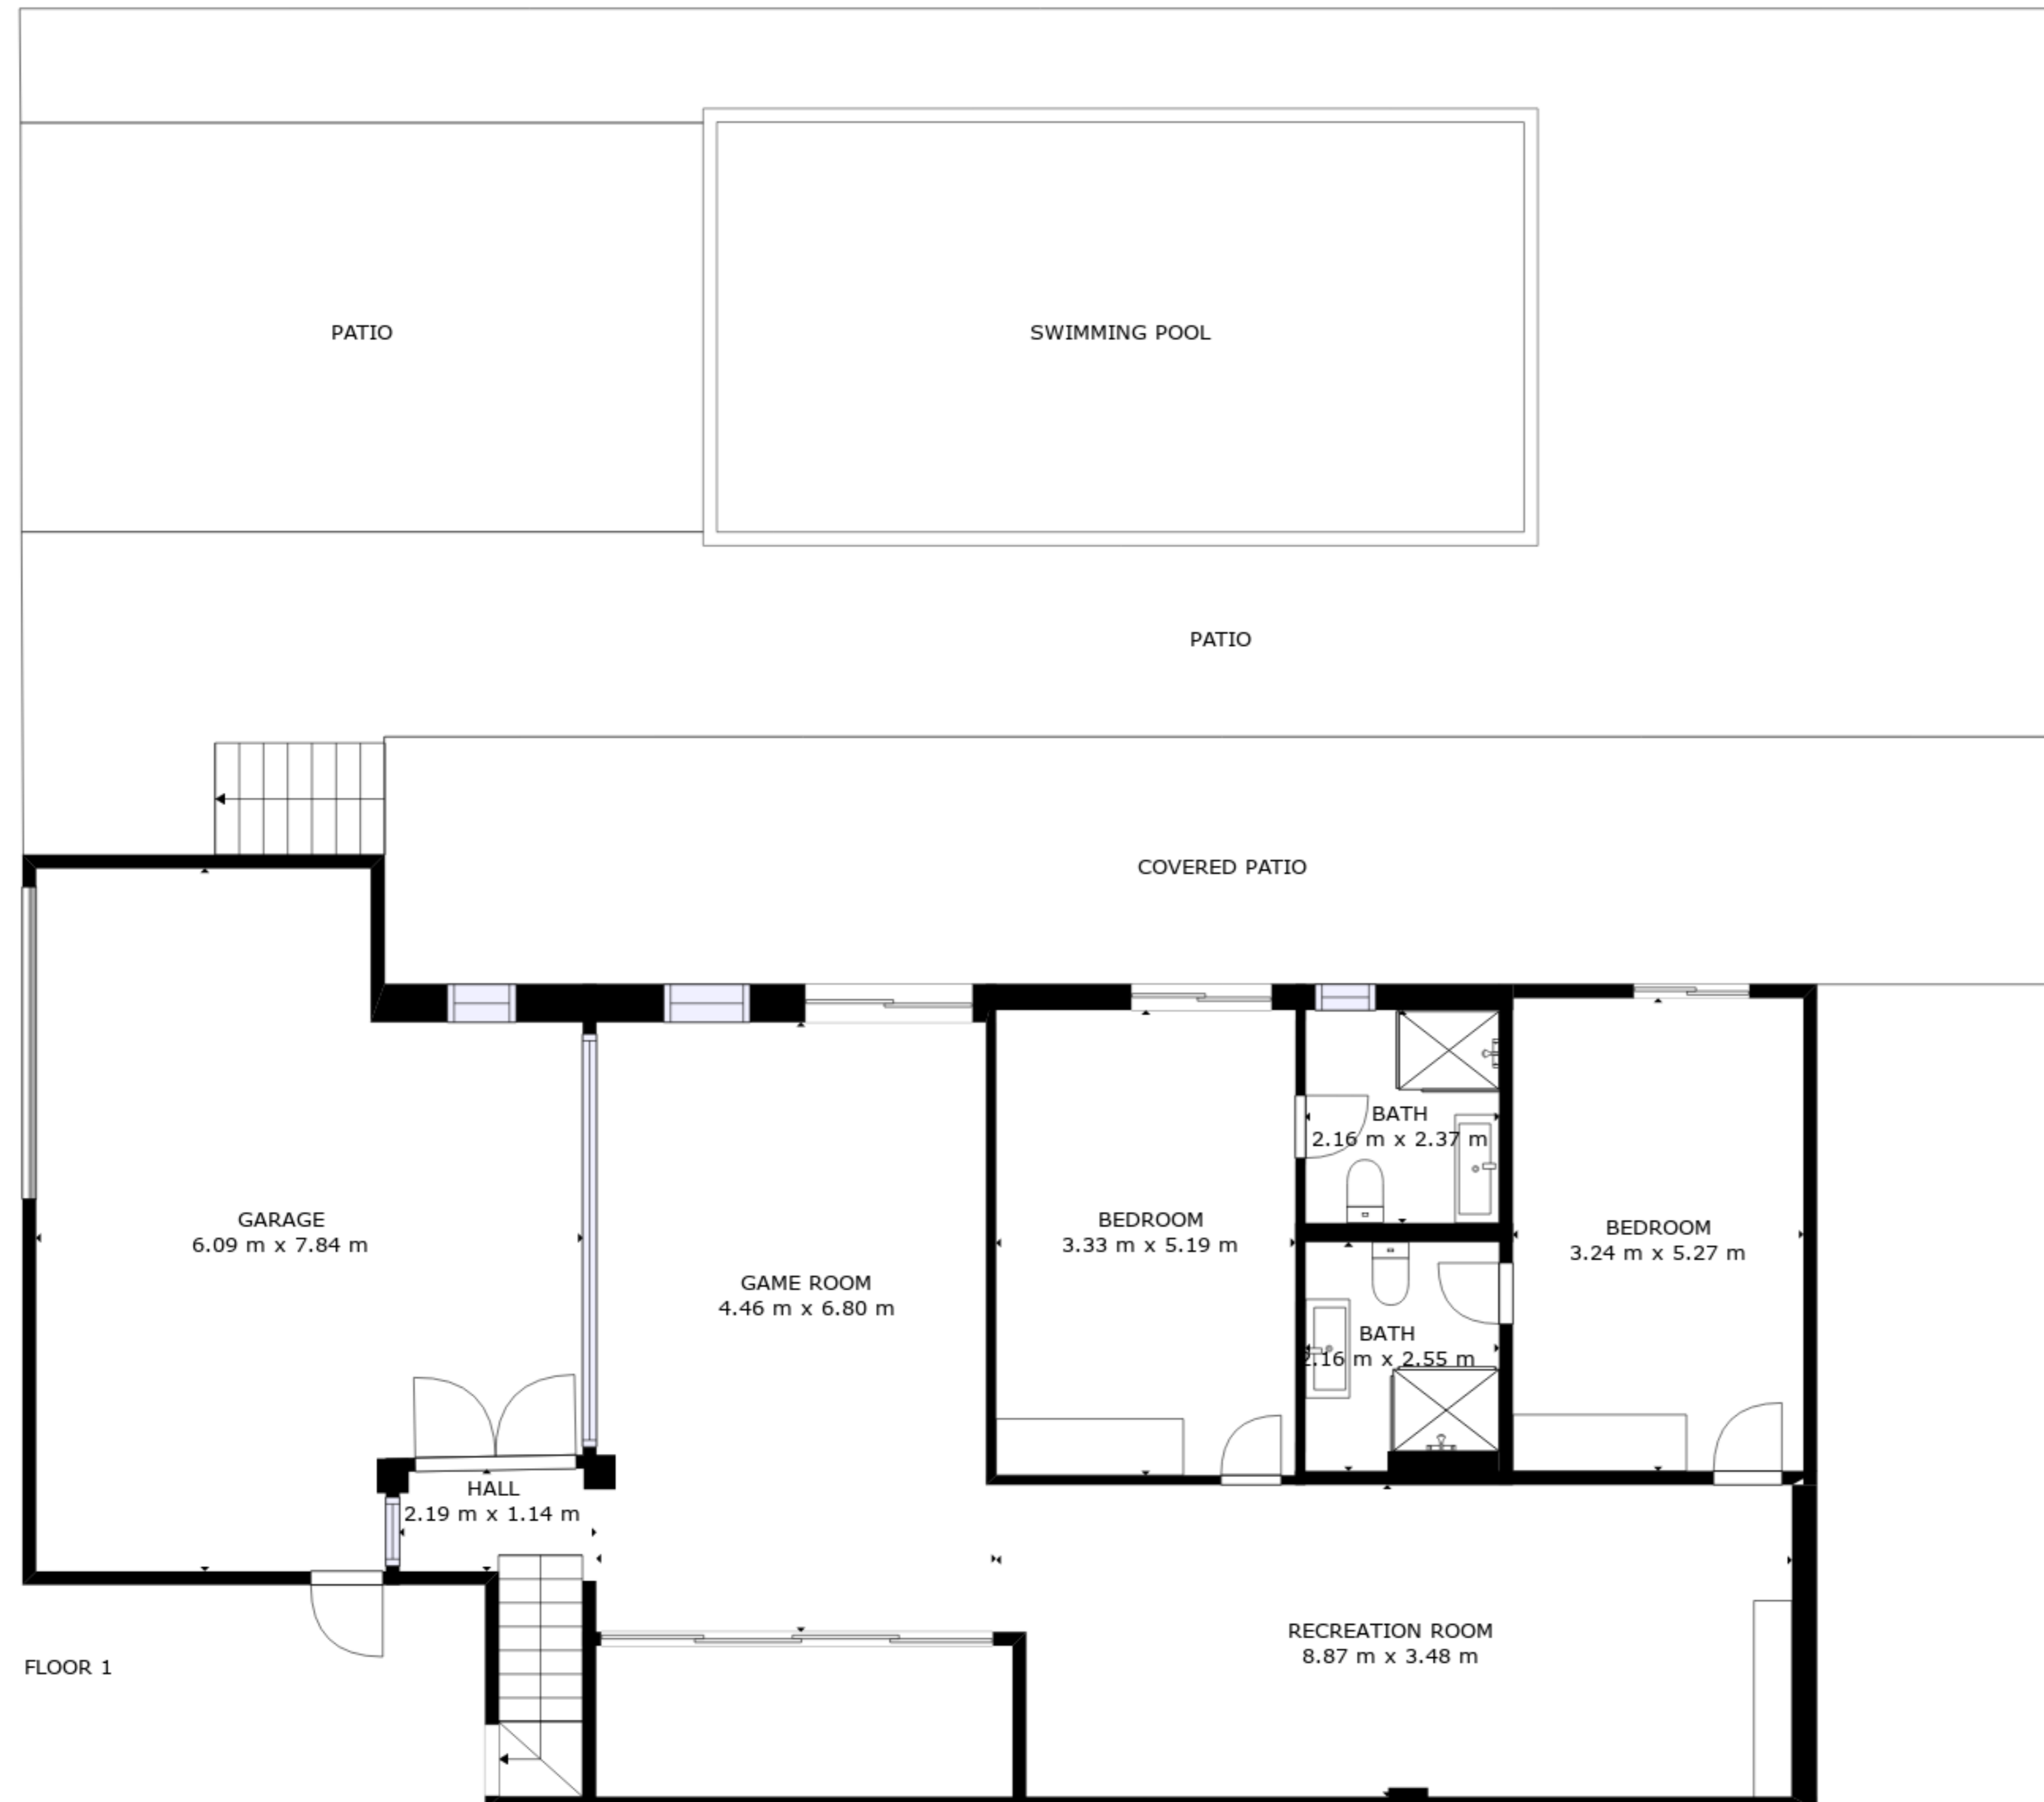 PATIO
SWIMMING POOL
PATIO
COVERED PATIO
GARAGE
6.09 m x 7.84 m
GAME ROOM
4.46 m x 6.80 m
BEDROOM
3.33 m x 5.19 m
BATH
2.16 m x 2.37 m
BEDROOM
3.24 m x 5.27 m
BATH
2.16 m x 2.55 m
HALL
2.19 m x 1.14 m
RECREATION ROOM
8.87 m x 3.48 m
FLOOR 1